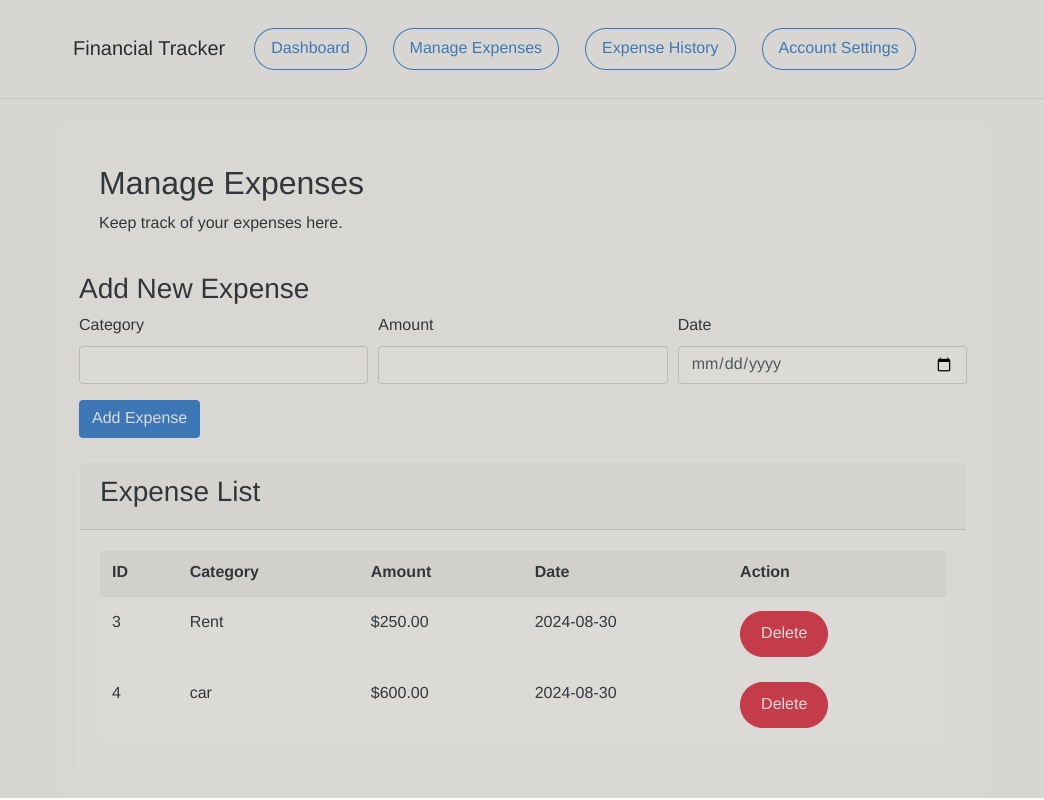 Financial Tracker Dashboard Manage Expenses Expense History Account Settings
Manage Expenses
Keep track of your expenses here.
Add New Expense
Category Amount Date
mm/dd/yyyy
Add Expense
Expense List
ID Category Amount Date Action
3 Rent $250.00 2024-08-30 Delete
4 car $600.00 2024-08-30 Delete